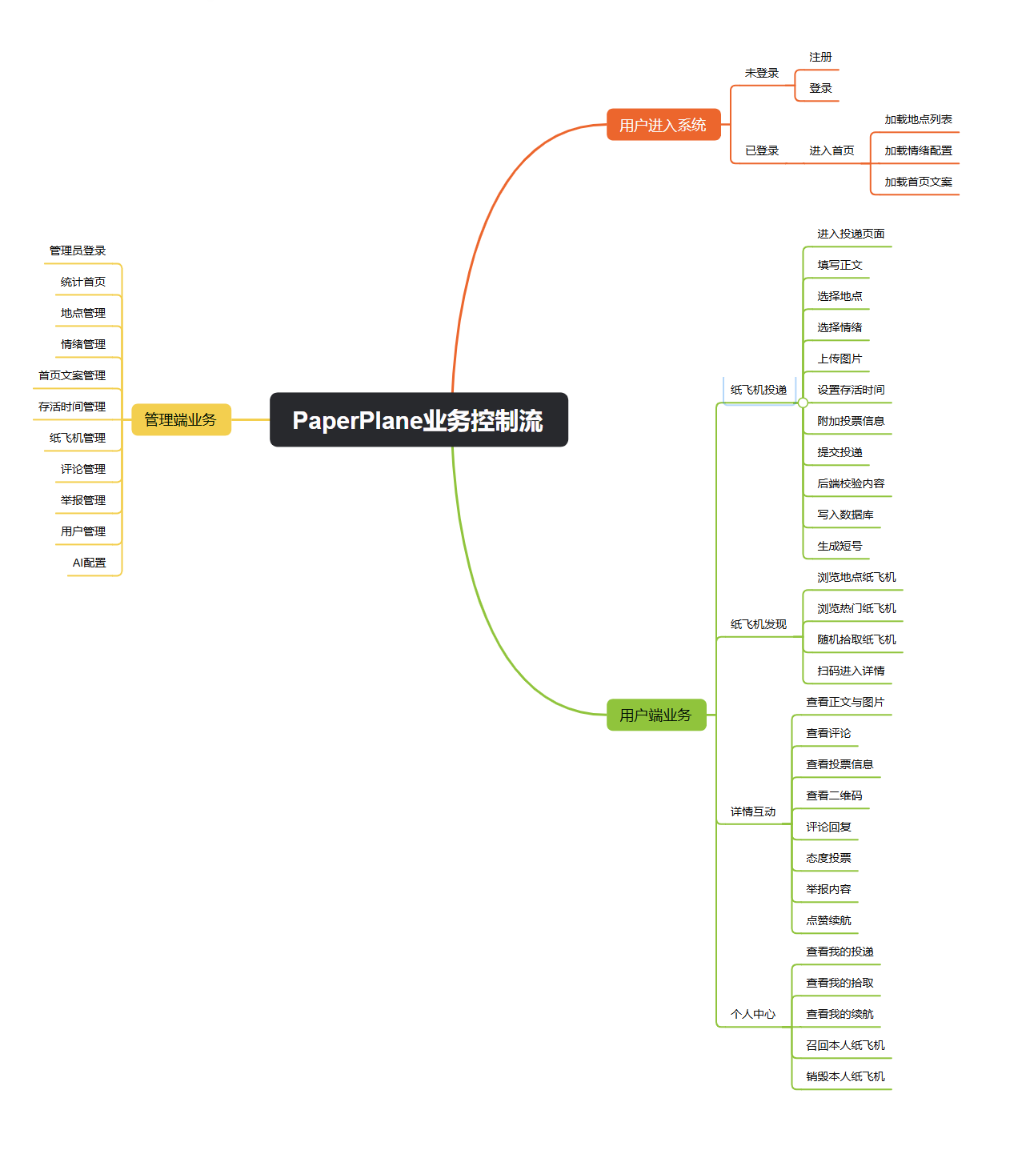 PaperPlane业务控制流
用户进入系统
未登录
注册
登录
已登录
进入首页
加载地点列表
加载情绪配置
加载首页文案
用户端业务
纸飞机投递
进入投递页面
填写正文
选择地点
选择情绪
上传图片
设置存活时间
附加投票信息
提交投递
后端校验内容
写入数据库
生成短号
纸飞机发现
浏览地点纸飞机
浏览热门纸飞机
随机拾取纸飞机
扫码进入详情
详情互动
查看正文与图片
查看评论
查看投票信息
查看二维码
评论回复
态度投票
举报内容
点赞续航
个人中心
查看我的投递
查看我的拾取
查看我的续航
召回本人纸飞机
销毁本人纸飞机
管理端业务
管理员登录
统计首页
地点管理
情绪管理
首页文案管理
存活时间管理
纸飞机管理
评论管理
举报管理
用户管理
AI配置